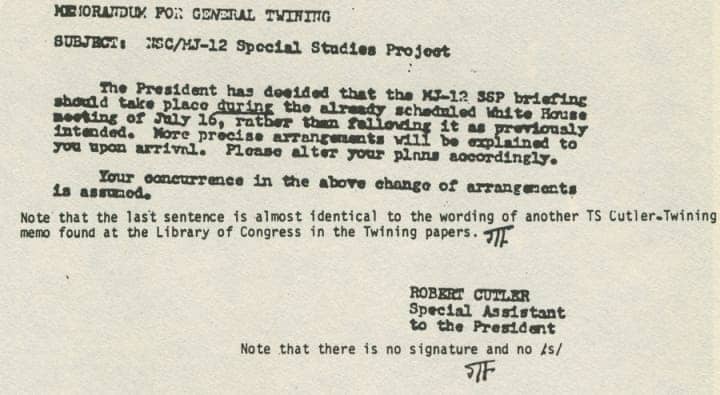 MEMORANDUM FOR GENERAL TWINING
SUBJECT: NSC/MJ-12 Special Studies Project
The President has decided that the MJ-12 SSP briefing
should take place during the already scheduled White House
meeting of July 16, rather than following it as previously
intended. More precise arrangements will be explained to
you upon arrival. Please alter your plans accordingly.
Your concurrence in the above change of arrangements
is assumed.
Note that the last sentence is almost identical to the wording of another TS Cutler-Twining
memo found at the Library of Congress in the Twining papers. STF
ROBERT CUTLER
Special Assistant
to the President
Note that there is no signature and no /s/
STF